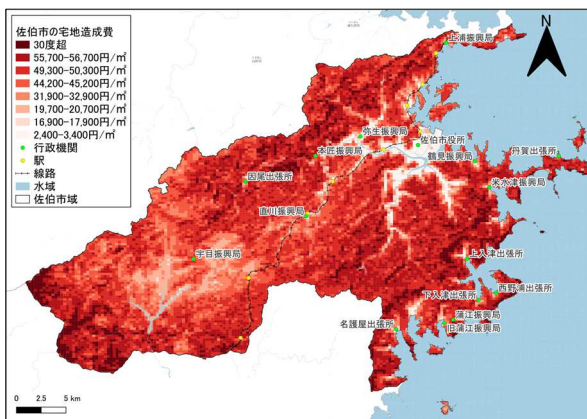 佐伯市の宅地造成費
30度超
55,700-56,700円/㎡
49,300-50,300円/㎡
44,200-45,200円/㎡
31,900-32,900円/㎡
19,700-20,700円/㎡
16,900-17,900円/㎡
2,400-3,400円/㎡
行政機関
駅
線路
水域
佐伯市域
N
上浦振興局
弥生振興局
佐伯市役所
本匠振興局
鶴見振興局
丹賀出張所
因尾出張所
米水津振興局
直川振興局
宇目振興局
上入津出張所
西野浦出張所
下入津出張所
蒲江振興局
名護屋出張所
旧蒲江振興局
0 2.5 5 km